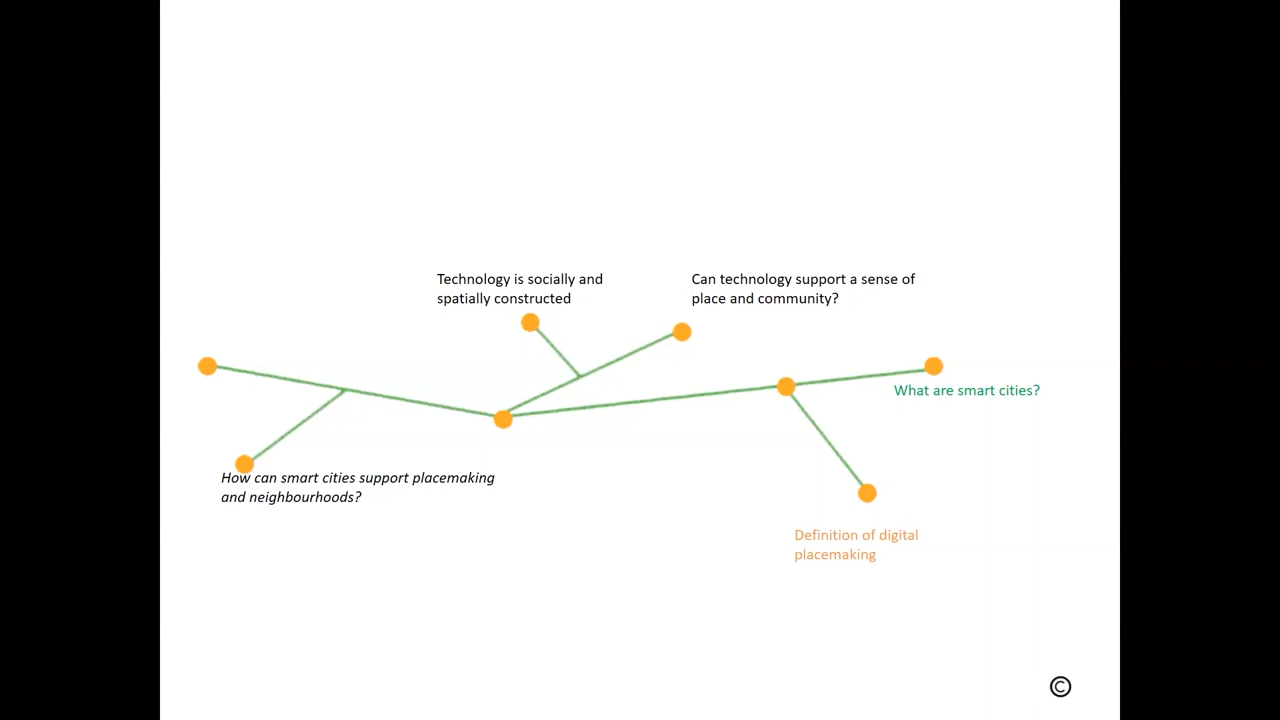 Technology is socially and
spatially constructed
Can technology support a sense of
place and community?
What are smart cities?
How can smart cities support placemaking
and neighbourhoods?
Definition of digital
placemaking
©